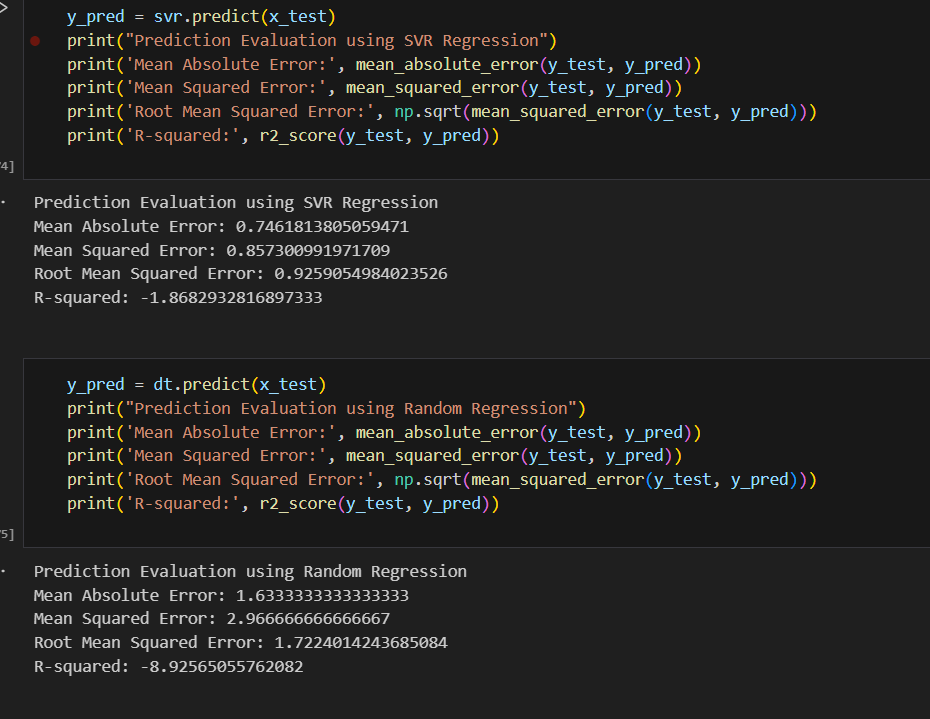 y_pred = svr.predict(x_test)
print("Prediction Evaluation using SVR Regression")
print('Mean Absolute Error:', mean_absolute_error(y_test, y_pred))
print('Mean Squared Error:', mean_squared_error(y_test, y_pred))
print('Root Mean Squared Error:', np.sqrt(mean_squared_error(y_test, y_pred)))
print('R-squared:', r2_score(y_test, y_pred))
4]
Prediction Evaluation using SVR Regression
Mean Absolute Error: 0.7461813805059471
Mean Squared Error: 0.857300991971709
Root Mean Squared Error: 0.9259054984023526
R-squared: -1.8682932816897333
y_pred = dt.predict(x_test)
print("Prediction Evaluation using Random Regression")
print('Mean Absolute Error:', mean_absolute_error(y_test, y_pred))
print('Mean Squared Error:', mean_squared_error(y_test, y_pred))
print('Root Mean Squared Error:', np.sqrt(mean_squared_error(y_test, y_pred)))
print('R-squared:', r2_score(y_test, y_pred))
5]
Prediction Evaluation using Random Regression
Mean Absolute Error: 1.6333333333333333
Mean Squared Error: 2.966666666666667
Root Mean Squared Error: 1.7224014243685084
R-squared: -8.92565055762082